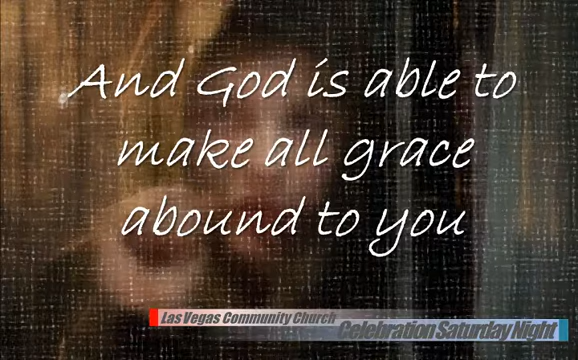 And God is able to
make all grace
abound to you
Las Vegas Community Church
Celebration Saturday Night